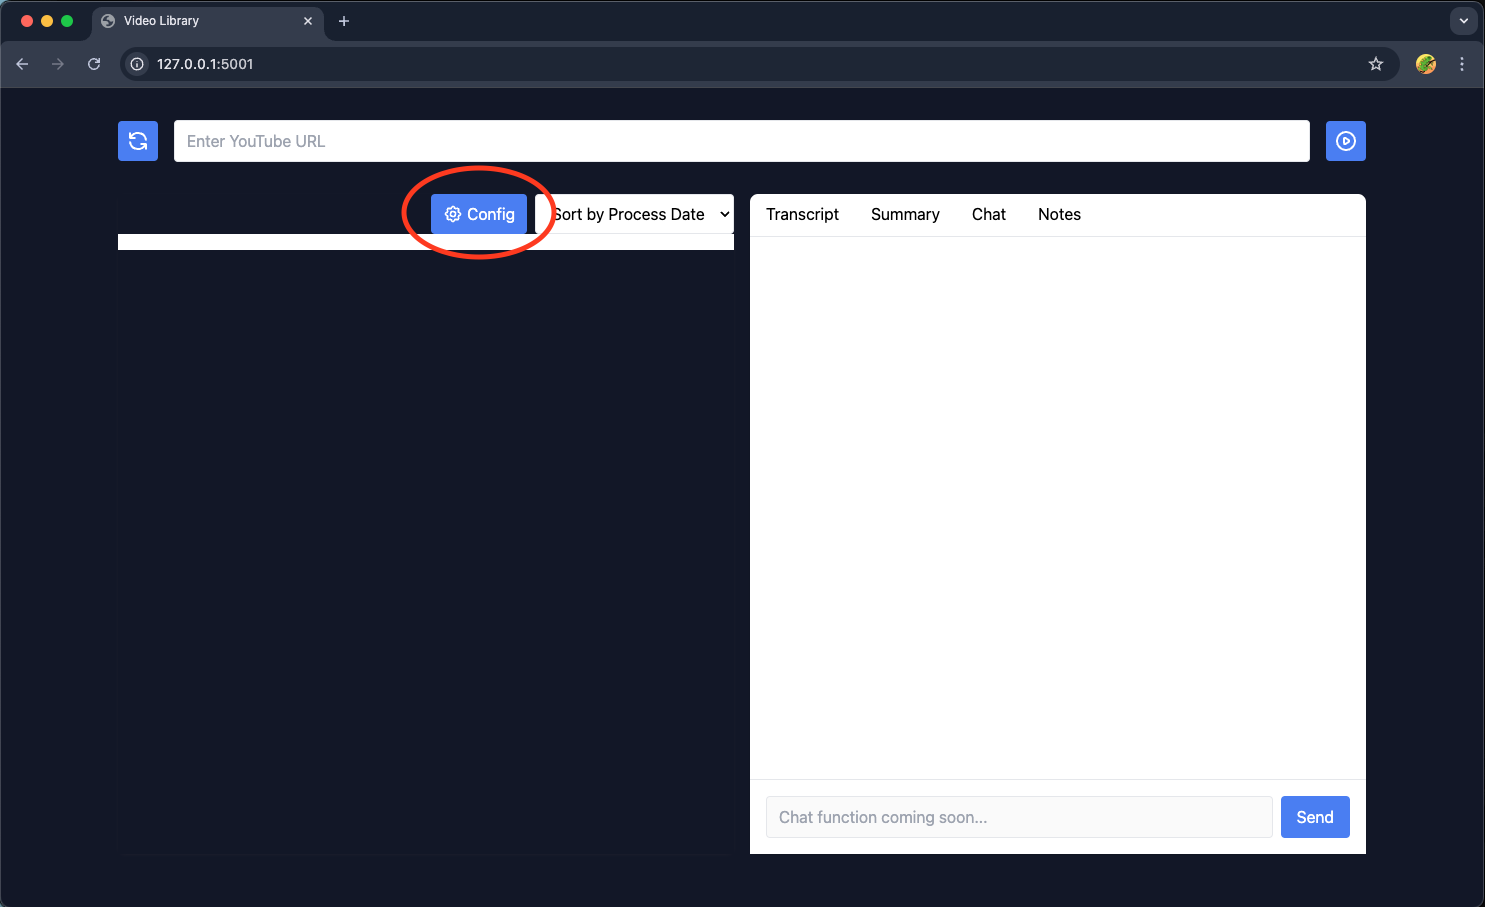 Video Library
127.0.0.1:5001
Enter YouTube URL
Config
Sort by Process Date
Transcript Summary Chat Notes
Chat function coming soon...
Send